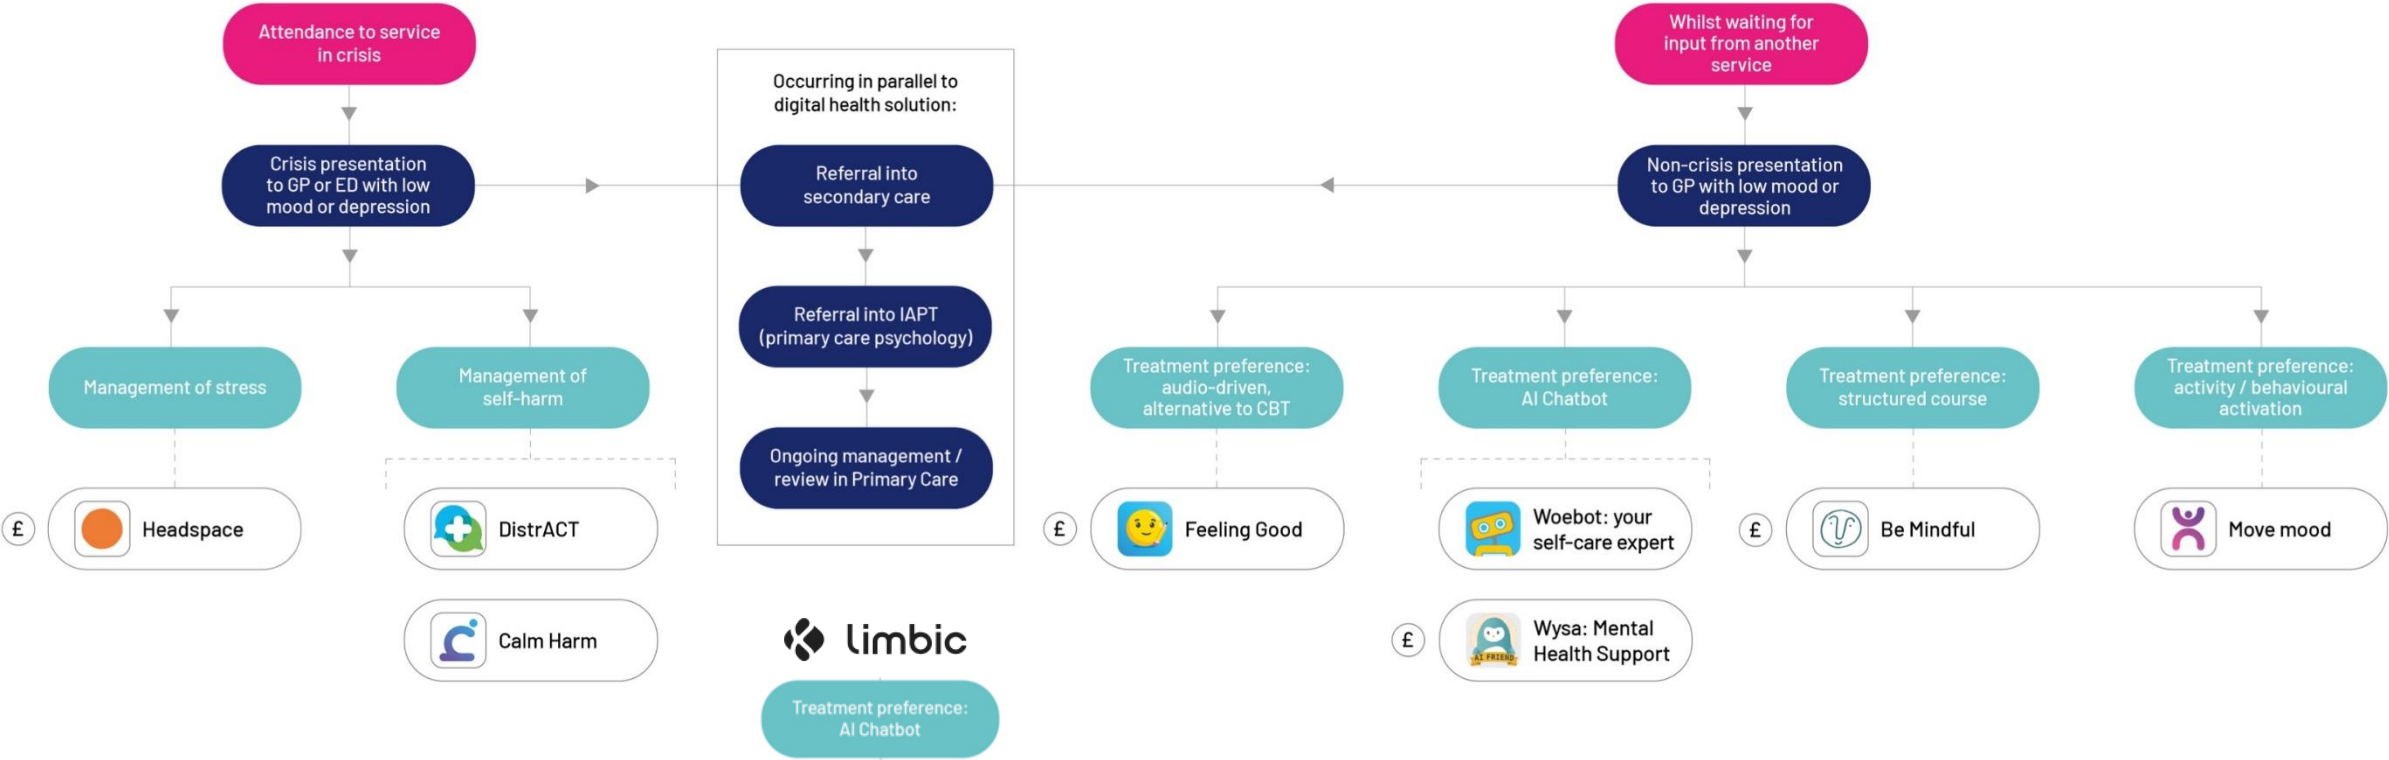 Attendance to service
in crisis
Whilst waiting for
input from another
service
Occurring in parallel to
digital health solution:
Crisis presentation
to GP or ED with low
mood or depression
Referral into
secondary care
Non-crisis presentation
to GP with low mood or
depression
Referral into IAPT
(primary care psychology)
Management of stress
Management of
self-harm
Treatment preference:
audio-driven,
alternative to CBT
Treatment preference:
AI Chatbot
Treatment preference:
structured course
Treatment preference:
activity / behavioural
activation
Ongoing management /
review in Primary Care
£
Headspace
DistrACT
£
Feeling Good
Woebot: your
self-care expert
£
Be Mindful
Move mood
Calm Harm
limbic
£
AI FRIEND
Wysa: Mental
Health Support
Treatment preference:
AI Chatbot